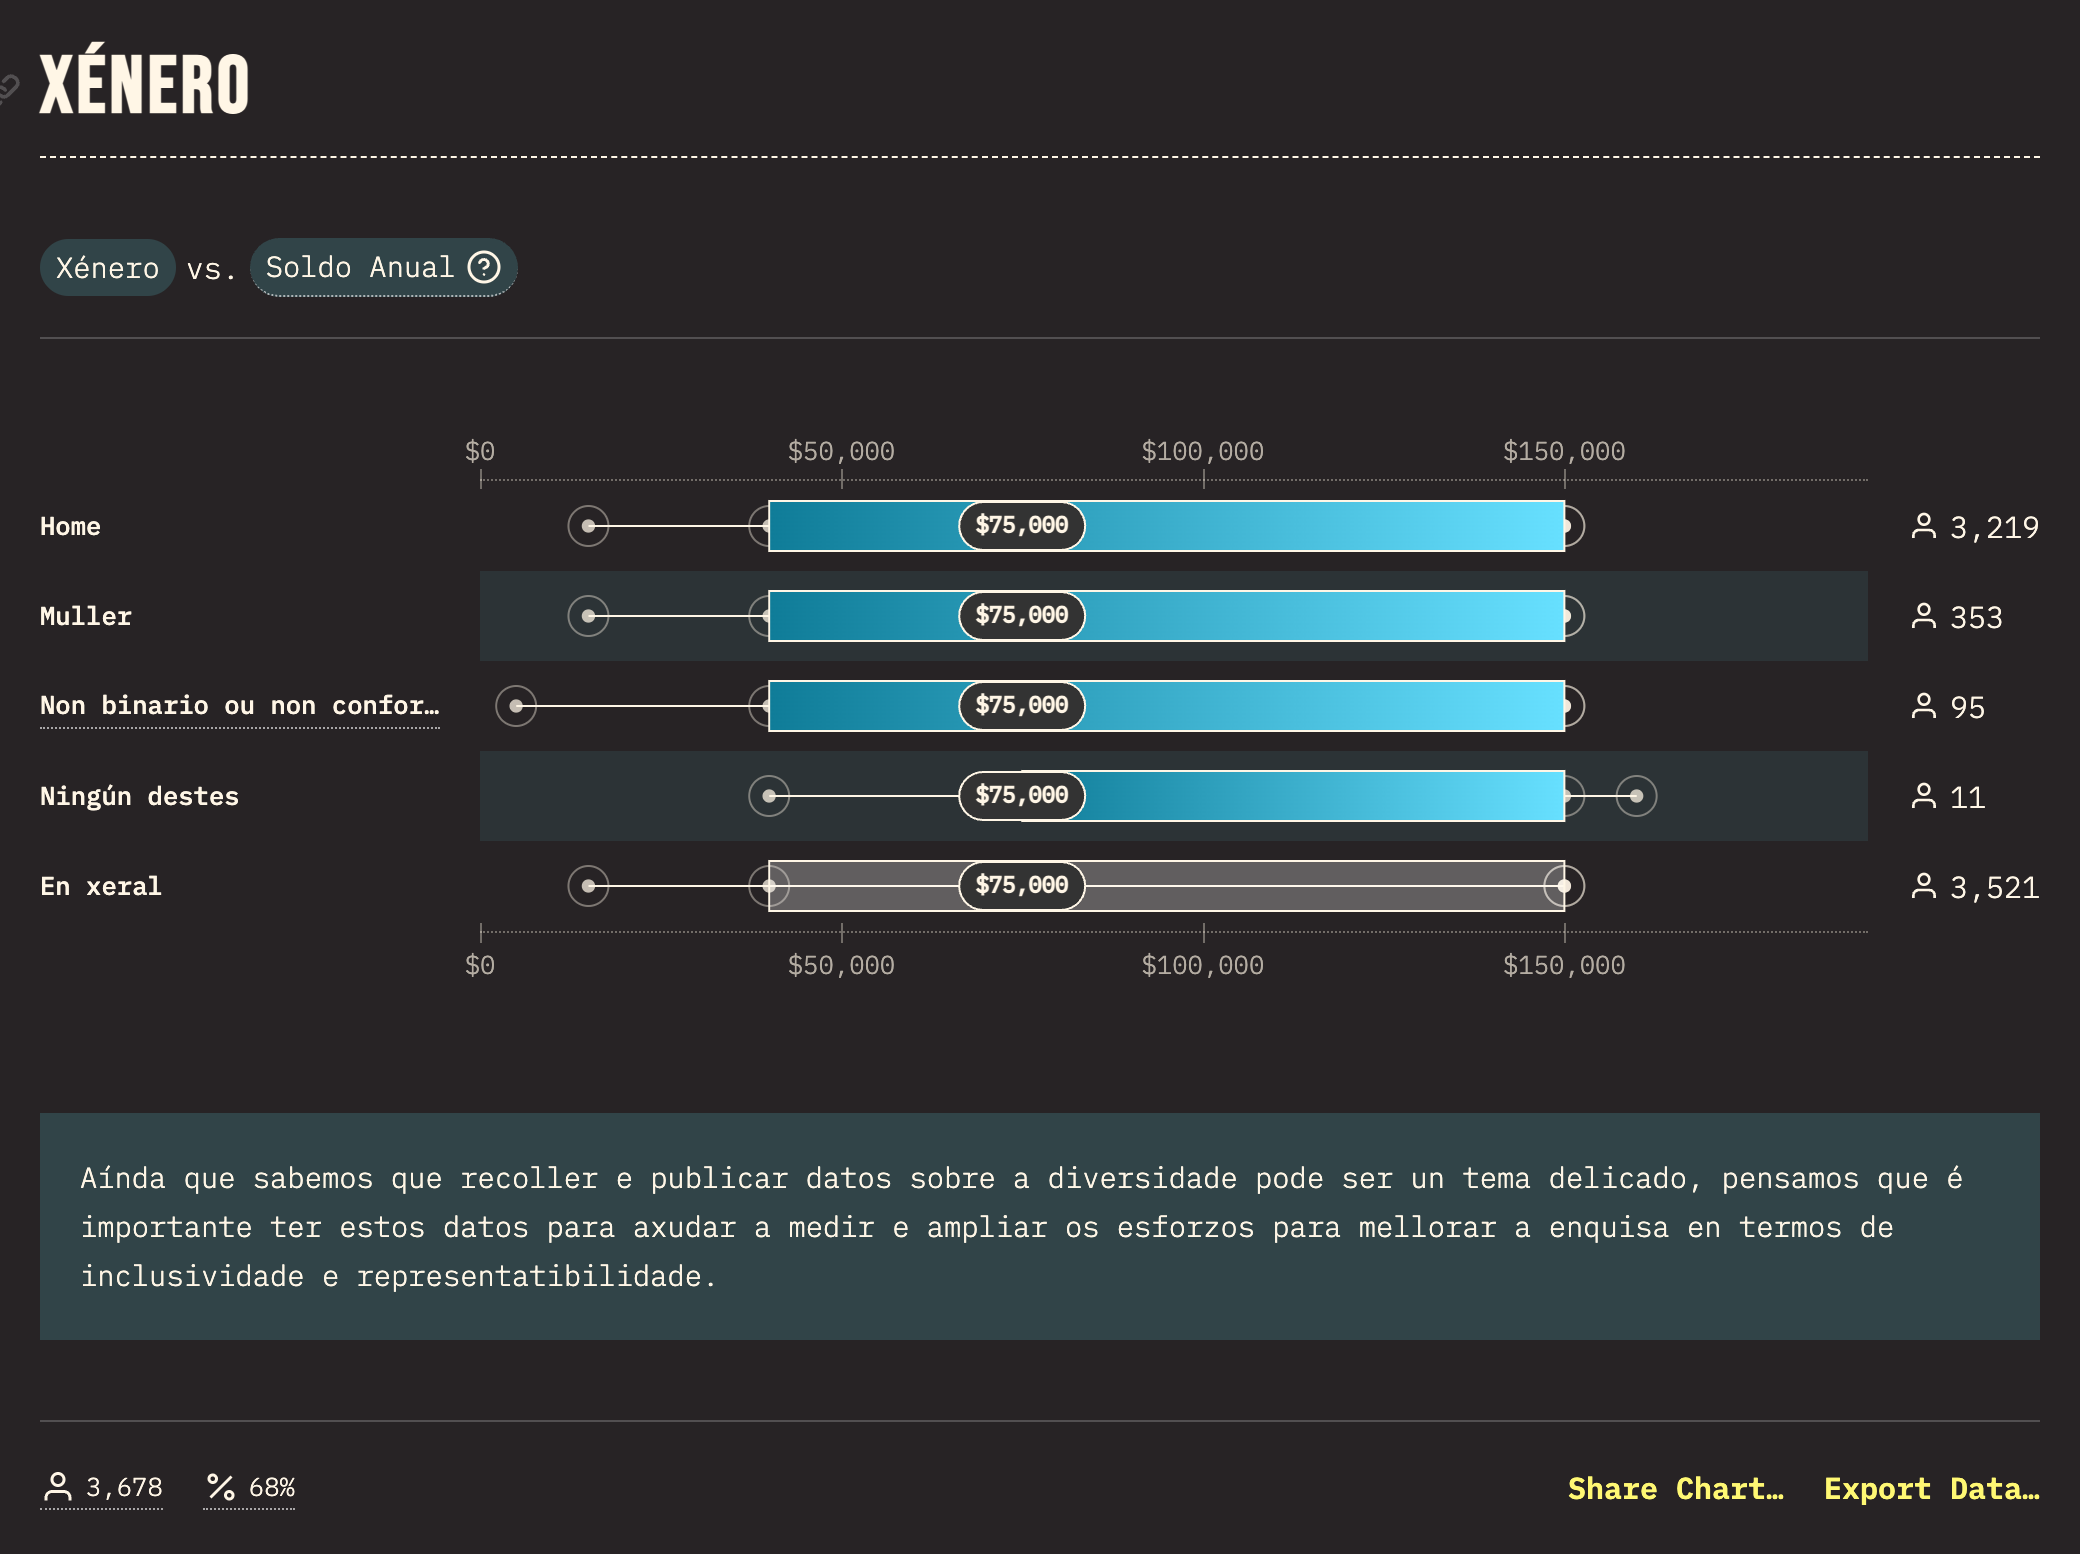 XÉNERO
Xénero vs. Soldo Anual
$0 $50,000 $100,000 $150,000
Home $75,000 3,219
Muller $75,000 353
Non binario ou non confor… $75,000 95
Ningún destes $75,000 11
En xeral $75,000 3,521
$0 $50,000 $100,000 $150,000
Aínda que sabemos que recoller e publicar datos sobre a diversidade pode ser un tema delicado, pensamos que é
importante ter estos datos para axudar a medir e ampliar os esforzos para mellorar a enquisa en termos de
inclusividade e representatibilidade.
3,678 68% Share Chart… Export Data…